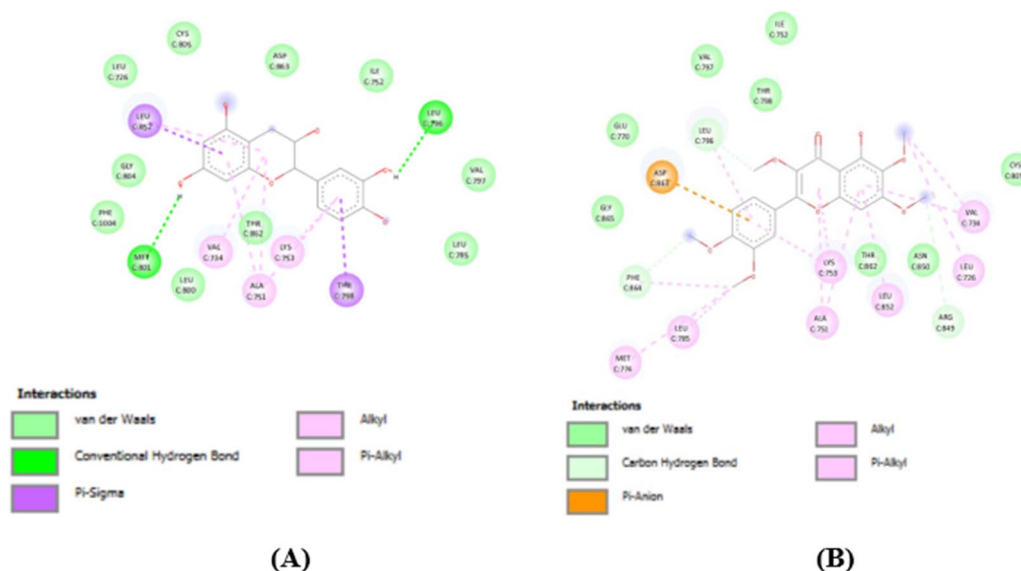 CYS
C:805
LEU
C:726
ASP
C:863
ILE
C:752
LEU
C:852
LEU
C:796
GLY
C:804
VAL
C:797
PHE
C:1004
THR
C:862
MET
C:801
VAL
C:734
LYS
C:753
LEU
C:785
LEU
C:800
ALA
C:751
THR
C:798
H
H
O
Interactions
van der Waals
Conventional Hydrogen Bond
Pi-Sigma
Alkyl
Pi-Alkyl
(A)
ILE
C:752
VAL
C:797
THR
C:798
GLU
C:770
LEU
C:796
ASP
C:863
CYS
C:805
GLY
C:865
VAL
C:734
PHE
C:864
LYS
C:753
THR
C:862
ASN
C:850
LEU
C:726
LEU
C:852
LEU
C:785
ALA
C:751
ARG
C:849
MET
C:774
Interactions
van der Waals
Carbon Hydrogen Bond
Pi-Anion
Alkyl
Pi-Alkyl
(B)